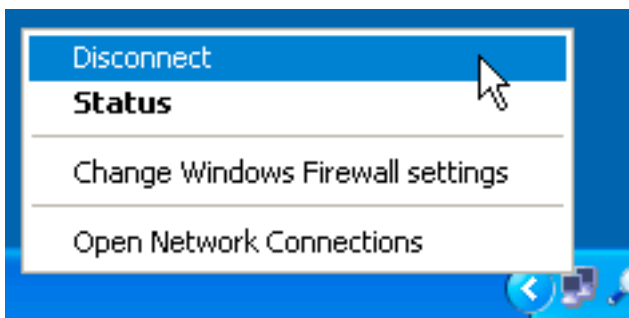 Disconnect
Status
Change Windows Firewall settings
Open Network Connections